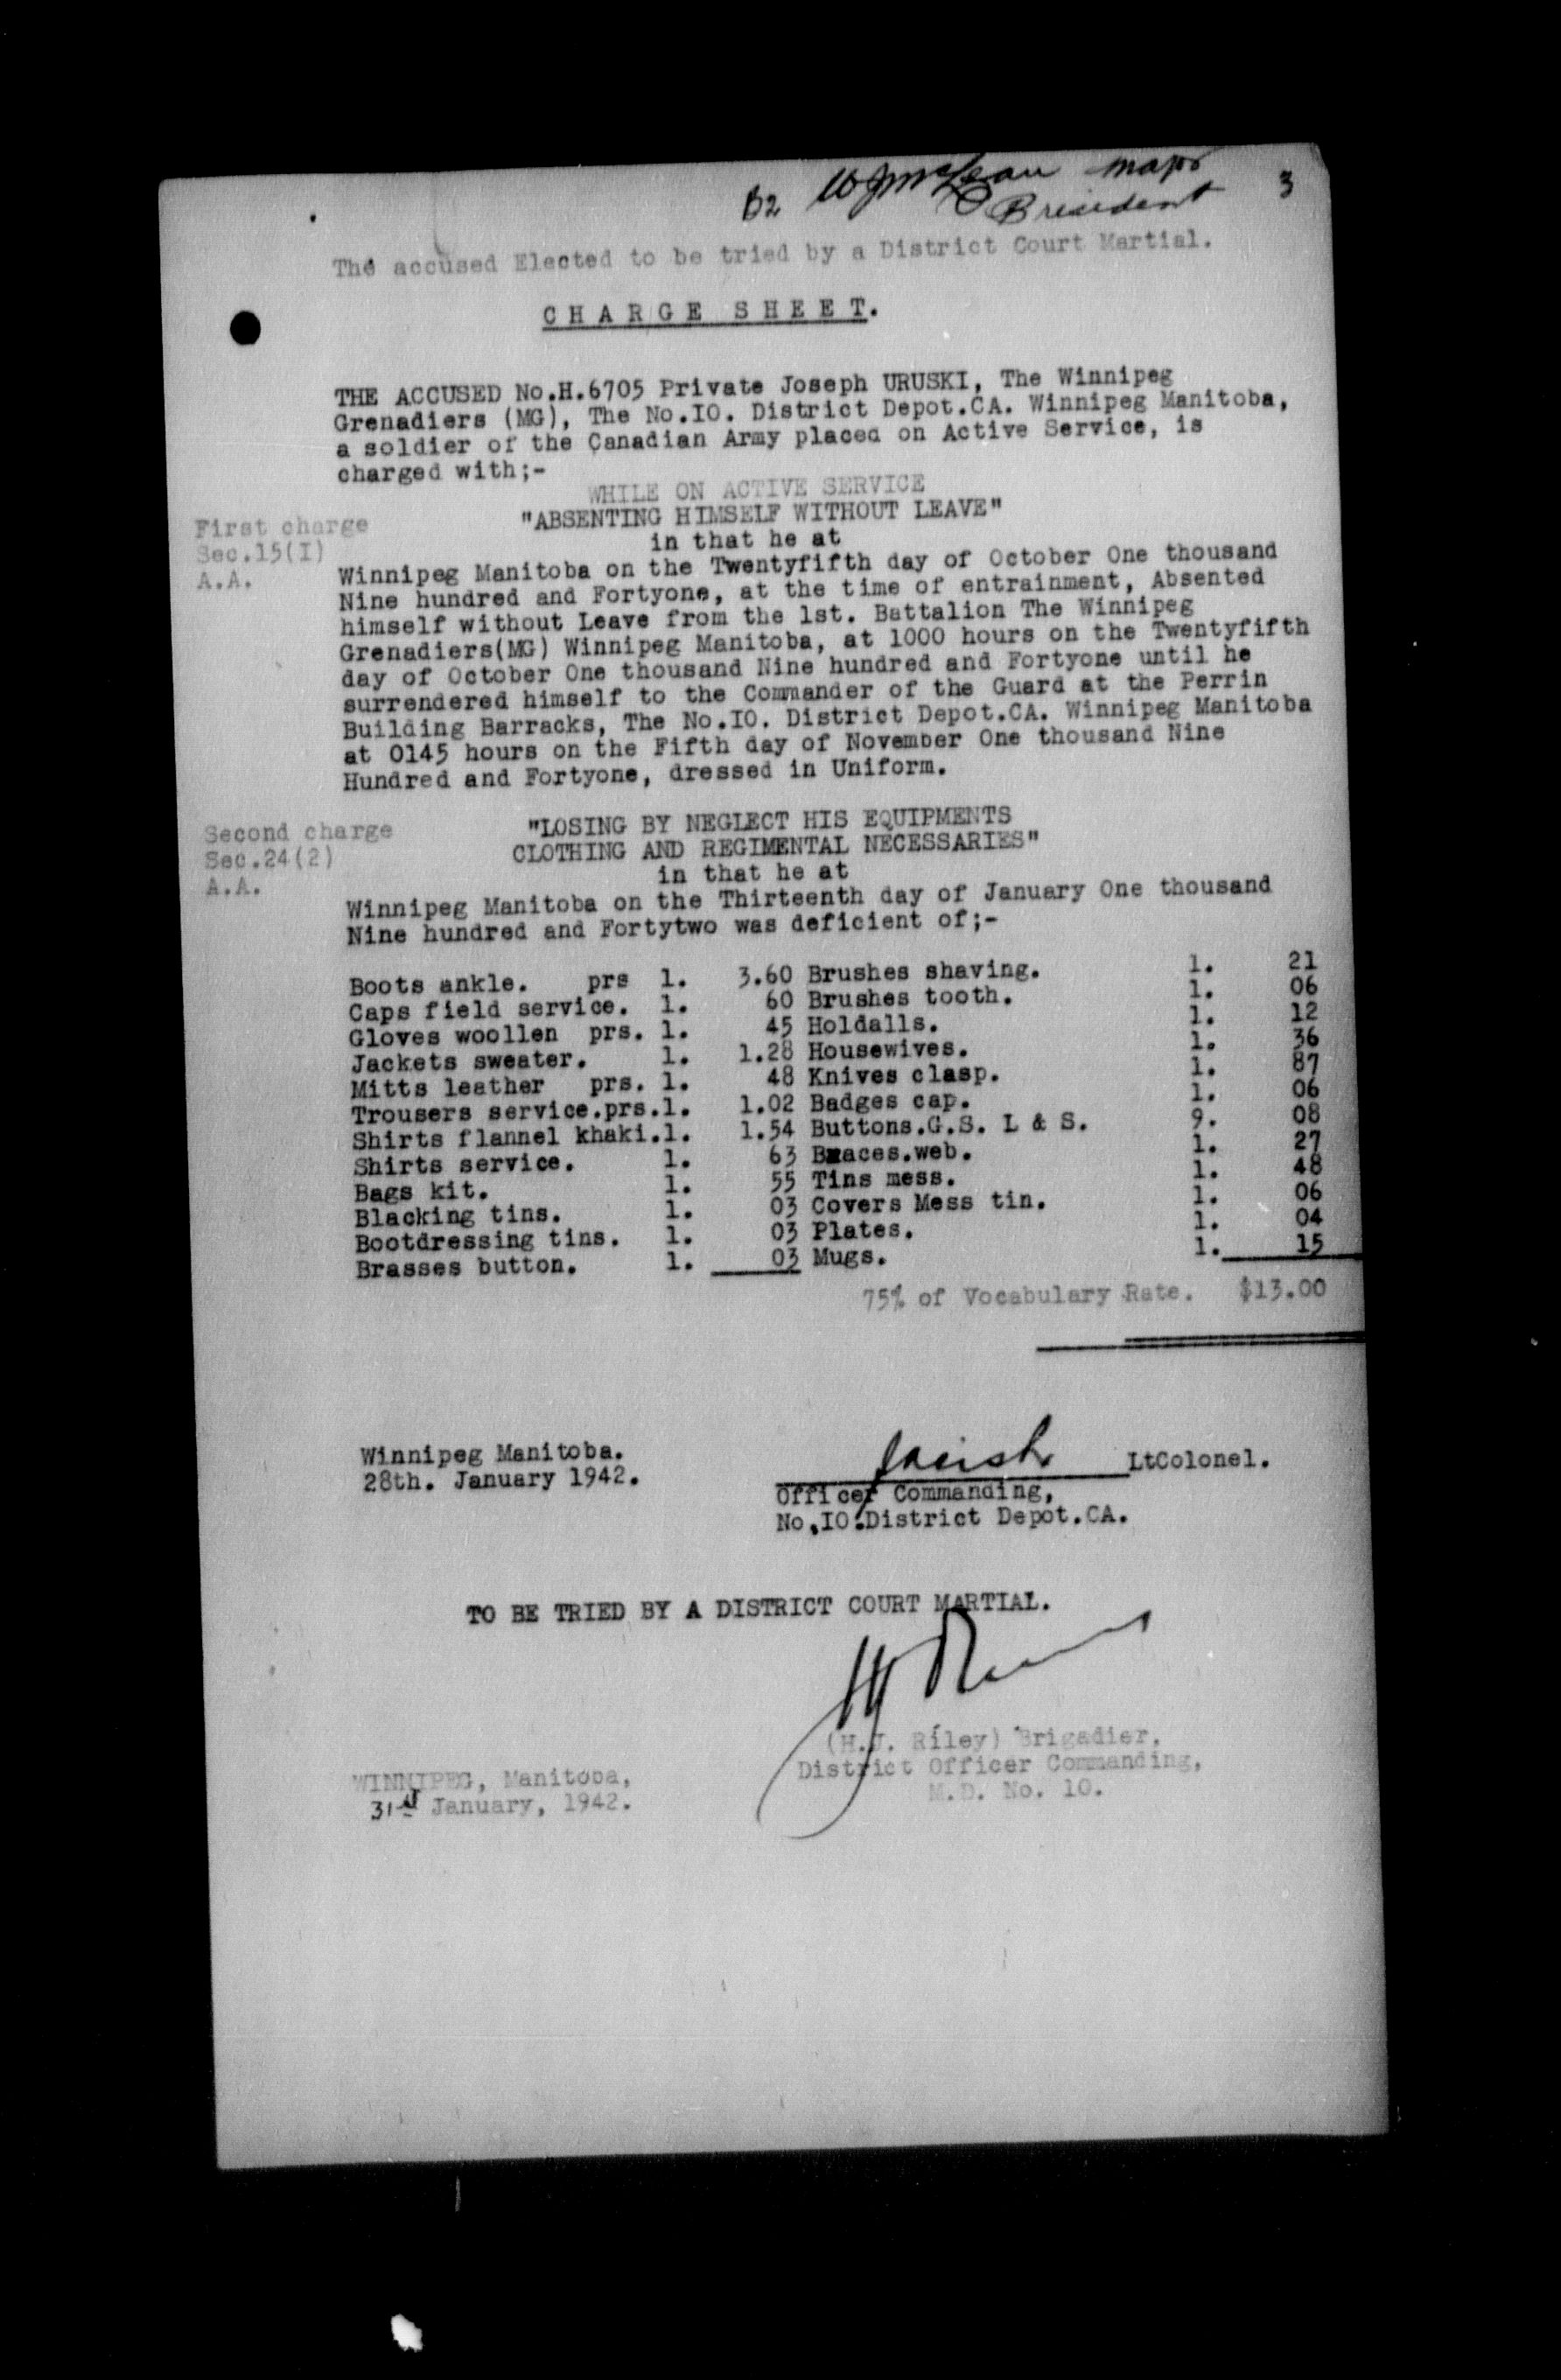 B2 W J McLean Major
President
3
The accused Elected to be tried by a District Court Martial.
CHARGE SHEET.
THE ACCUSED No.H.6705 Private Joseph URUSKI, The Winnipeg
Grenadiers (MG), The No.IO. District Depot.CA. Winnipeg Manitoba,
a soldier of the Canadian Army placed on Active Service, is
charged with;-
WHILE ON ACTIVE SERVICE
First charge
Sec.15(I)
A.A.
"ABSENTING HIMSELF WITHOUT LEAVE"
in that he at
Winnipeg Manitoba on the Twentyfifth day of October One thousand
Nine hundred and Fortyone, at the time of entrainment, Absented
himself without Leave from the 1st. Battalion The Winnipeg
Grenadiers(MG) Winnipeg Manitoba, at 1000 hours on the Twentyfifth
day of October One thousand Nine hundred and Fortyone until he
surrendered himself to the Commander of the Guard at the Perrin
Building Barracks, The No.IO. District Depot.CA. Winnipeg Manitoba
at 0145 hours on the Fifth day of November One thousand Nine
Hundred and Fortyone, dressed in Uniform.
Second charge
Sec.24(2)
A.A.
"LOSING BY NEGLECT HIS EQUIPMENTS
CLOTHING AND REGIMENTAL NECESSARIES"
in that he at
Winnipeg Manitoba on the Thirteenth day of January One thousand
Nine hundred and Fortytwo was deficient of;-
Boots ankle. prs 1. 3.60 Brushes shaving. 1. 21
Caps field service. 1. 60 Brushes tooth. 1. 06
Gloves woollen prs. 1. 45 Holdalls. 1. 12
Jackets sweater. 1. 1.28 Housewives. 1. 36
Mitts leather prs. 1. 48 Knives clasp. 1. 87
Trousers service.prs.1. 1.02 Badges cap. 1. 06
Shirts flannel khaki.1. 1.54 Buttons.G.S. L & S. 9. 08
Shirts service. 1. 63 Braces.web. 1. 27
Bags kit. 1. 55 Tins mess. 1. 48
Blacking tins. 1. 03 Covers Mess tin. 1. 06
Bootdressing tins. 1. 03 Plates. 1. 04
Brasses button. 1. 03 Mugs. 1. 15
75% of Vocabulary Rate. $13.00
Winnipeg Manitoba.
28th. January 1942.
LtColonel.
Officer Commanding,
No.IO.District Depot.CA.
TO BE TRIED BY A DISTRICT COURT MARTIAL.
(H.J. Riley) Brigadier,
District Officer Commanding,
M.D. No. 10.
WINNIPEG, Manitoba,
31st January, 1942.